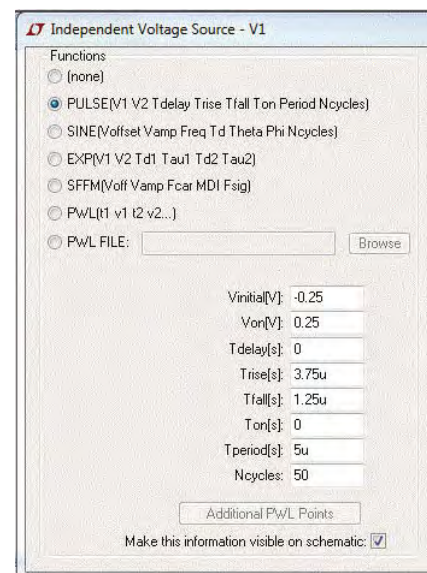 Independent Voltage Source - V1
Functions
(none)
PULSE(V1 V2 Tdelay Trise Tfall Ton Period Ncycles)
SINE(Voffset Vamp Freq Td Theta Phi Ncycles)
EXP(V1 V2 Td1 Tau1 Td2 Tau2)
SFFM(Voff Vamp Fcar MDI Fsig)
PWL(t1 v1 t2 v2...)
PWL FILE: Browse
Vinitial[V]: -0.25
Von[V]: 0.25
Tdelay[s]: 0
Trise[s]: 3.75u
Tfall[s]: 1.25u
Ton[s]: 0
Tperiod[s]: 5u
Ncycles: 50
Additional PWL Points
Make this information visible on schematic: